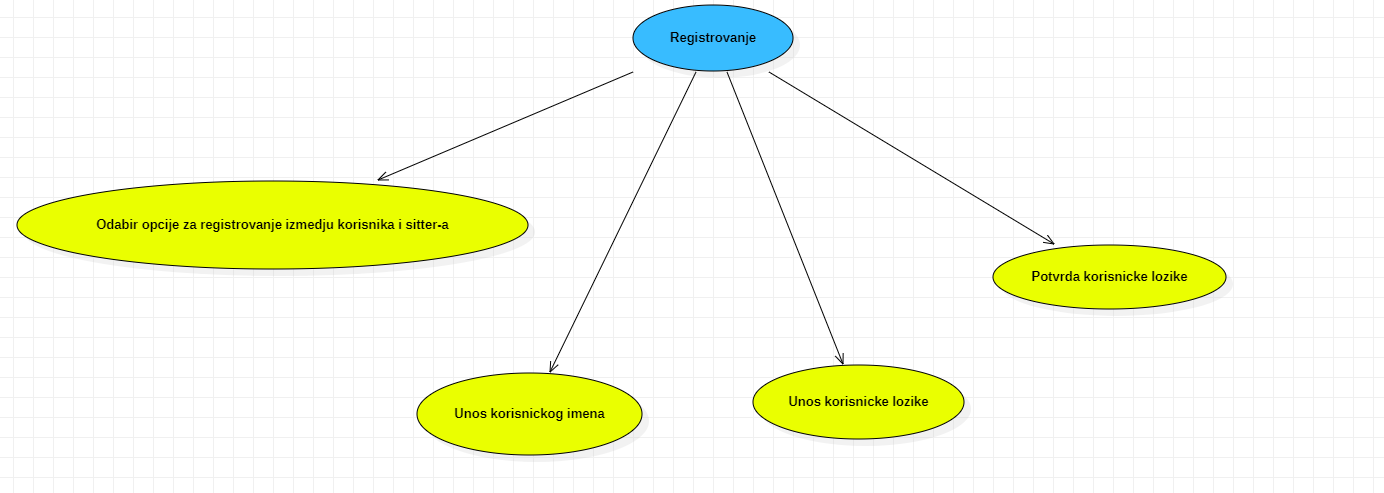 Registrovanje
Odabir opcije za registrovanje izmedju korisnika i sitter-a
Potvrda korisnicke lozike
Unos korisnickog imena
Unos korisnicke lozike